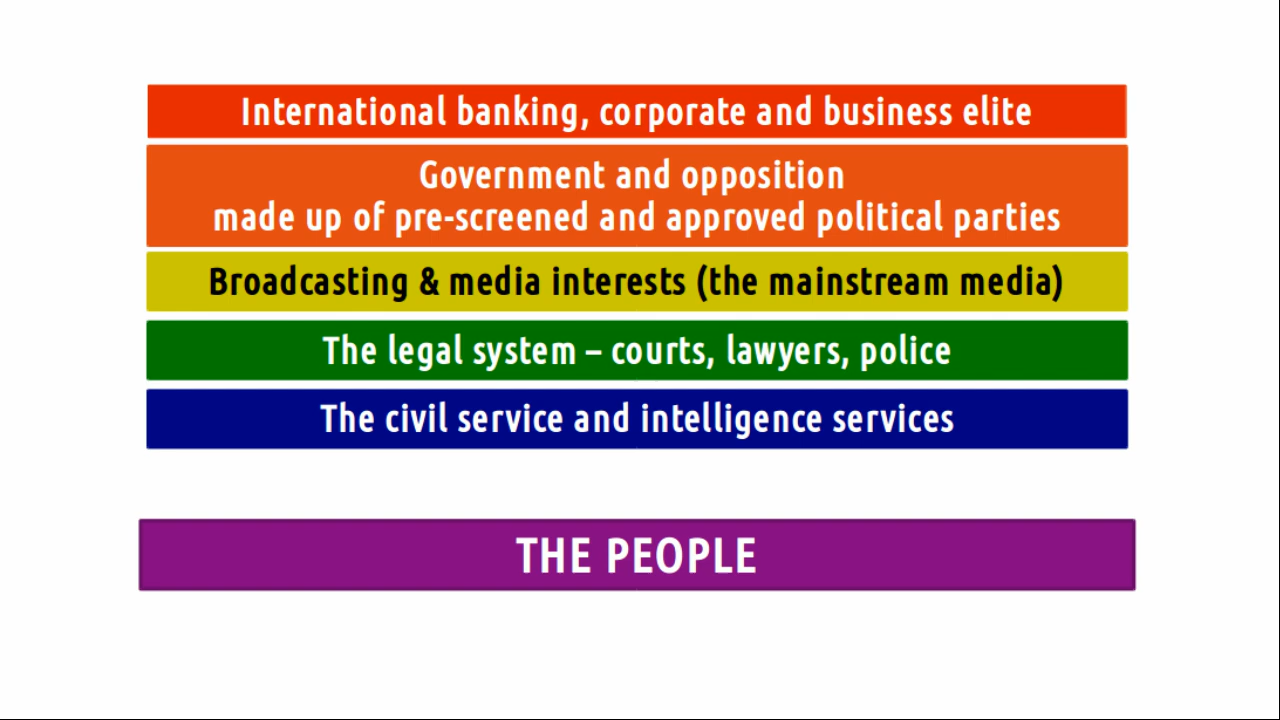 International banking, corporate and business elite
Government and opposition
made up of pre-screened and approved political parties
Broadcasting & media interests (the mainstream media)
The legal system – courts, lawyers, police
The civil service and intelligence services
THE PEOPLE